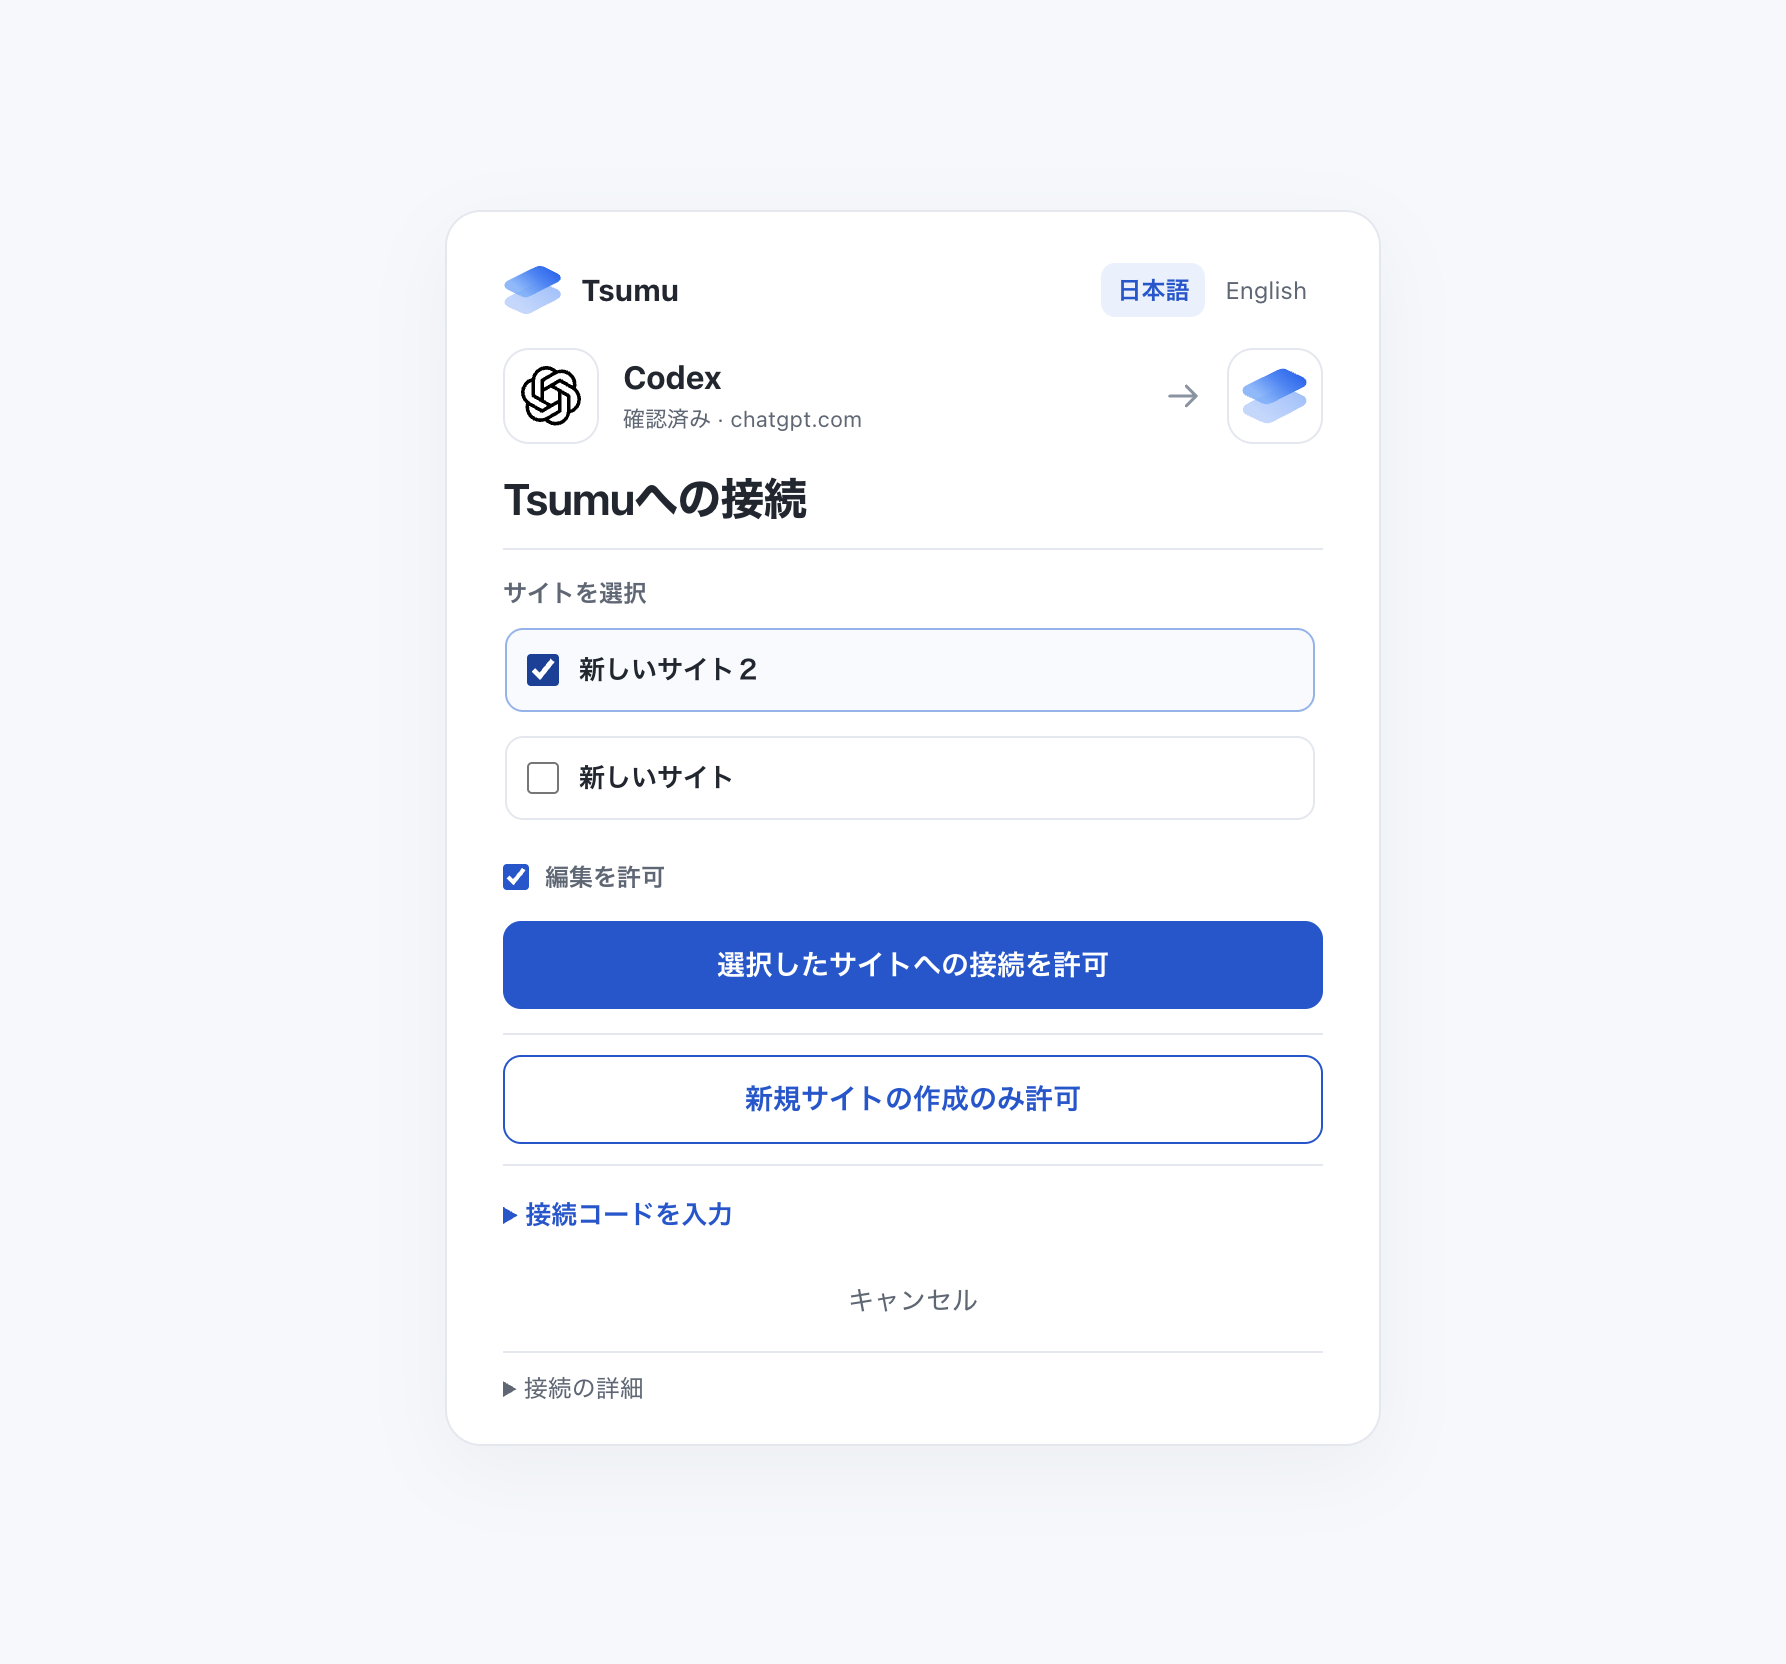 Tsumu
日本語 English
Codex
確認済み · chatgpt.com
Tsumuへの接続
サイトを選択
新しいサイト２
新しいサイト
編集を許可
選択したサイトへの接続を許可
新規サイトの作成のみ許可
接続コードを入力
キャンセル
接続の詳細